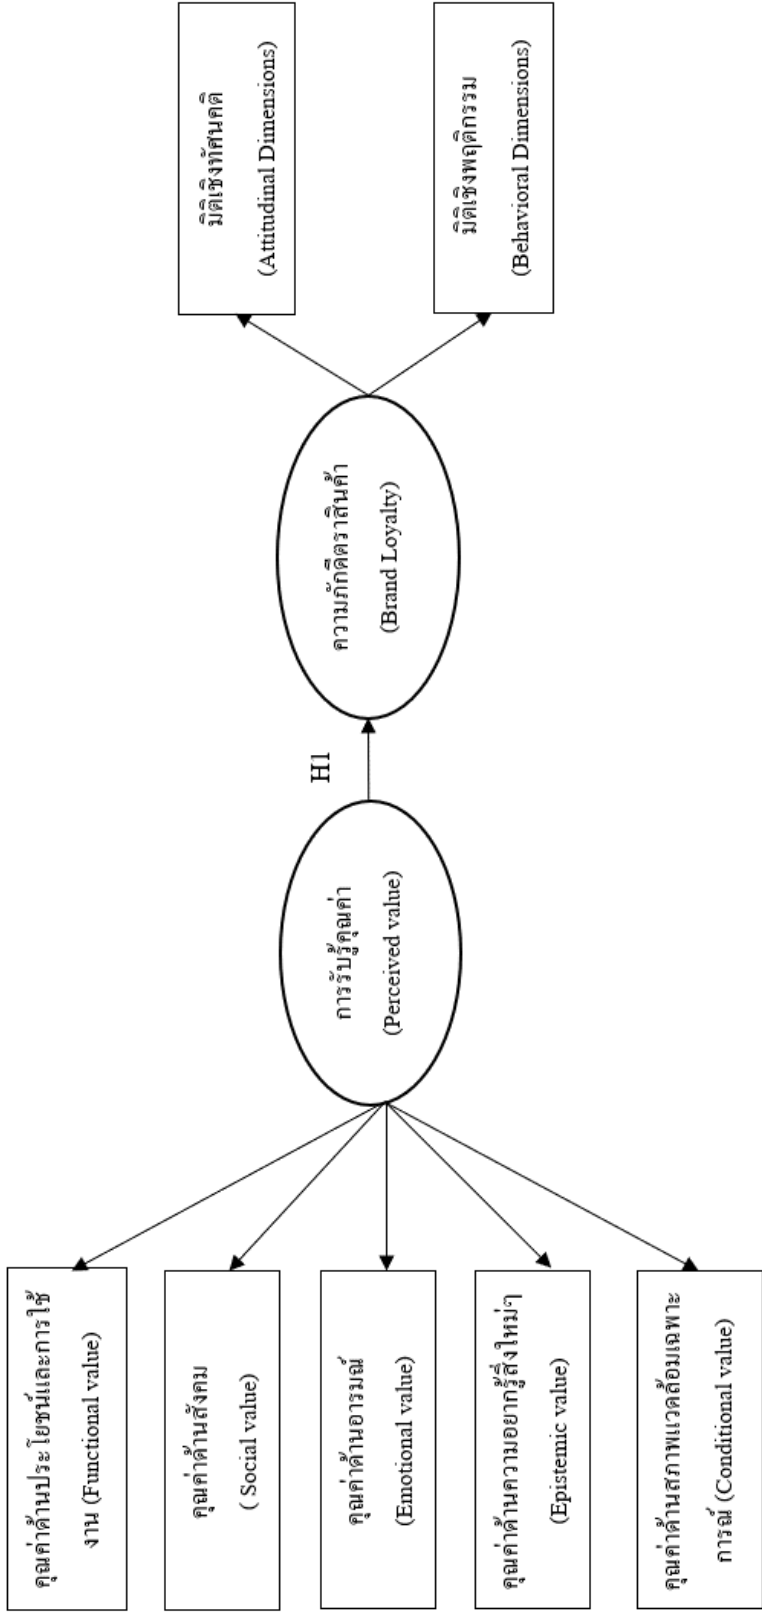 คุณค่าด้านประโยชน์และการใช้
งาน (Functional value)
คุณค่าด้านสังคม
( Social value)
คุณค่าด้านอารมณ์
(Emotional value)
คุณค่าด้านความอยากรู้สิ่งใหม่ๆ
(Epistemic value)
คุณค่าด้านสภาพแวดล้อมเฉพาะ
การณ์ (Conditional value)
การรับรู้คุณค่า
(Perceived value)
H1
ความภักดีตราสินค้า
(Brand Loyalty)
มิติเชิงทัศนคติ
(Attitudinal Dimensions)
มิติเชิงพฤติกรรม
(Behavioral Dimensions)